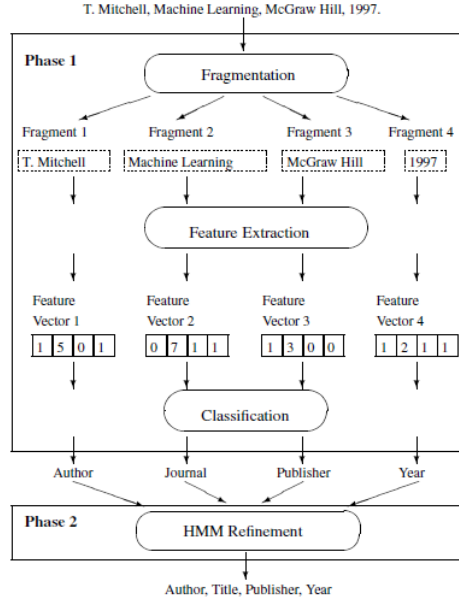 T. Mitchell, Machine Learning, McGraw Hill, 1997.
Phase 1
Fragmentation
Fragment 1 Fragment 2 Fragment 3 Fragment 4
T. Mitchell Machine Learning McGraw Hill 1997
Feature Extraction
Feature Feature Feature Feature
Vector 1 Vector 2 Vector 3 Vector 4
1 5 0 1 0 7 1 1 1 3 0 0 1 2 1 1
Classification
Author Journal Publisher Year
Phase 2
HMM Refinement
Author, Title, Publisher, Year